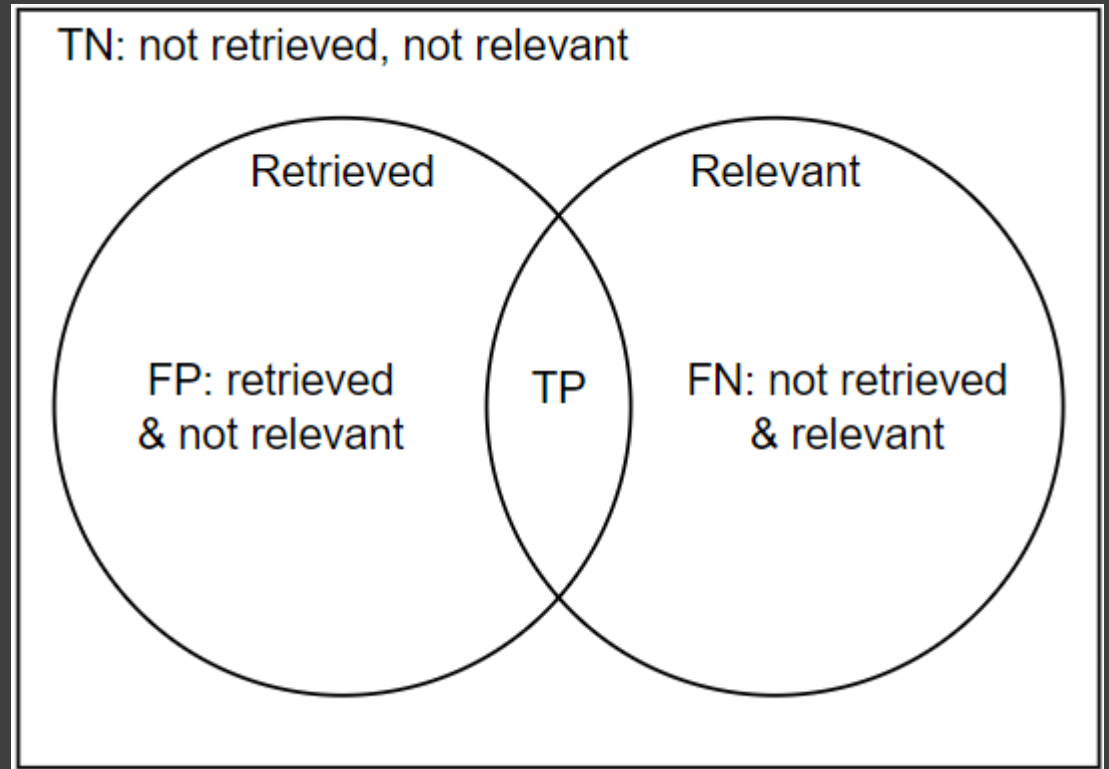 TN: not retrieved, not relevant
Retrieved
Relevant
FP: retrieved
& not relevant
TP
FN: not retrieved
& relevant